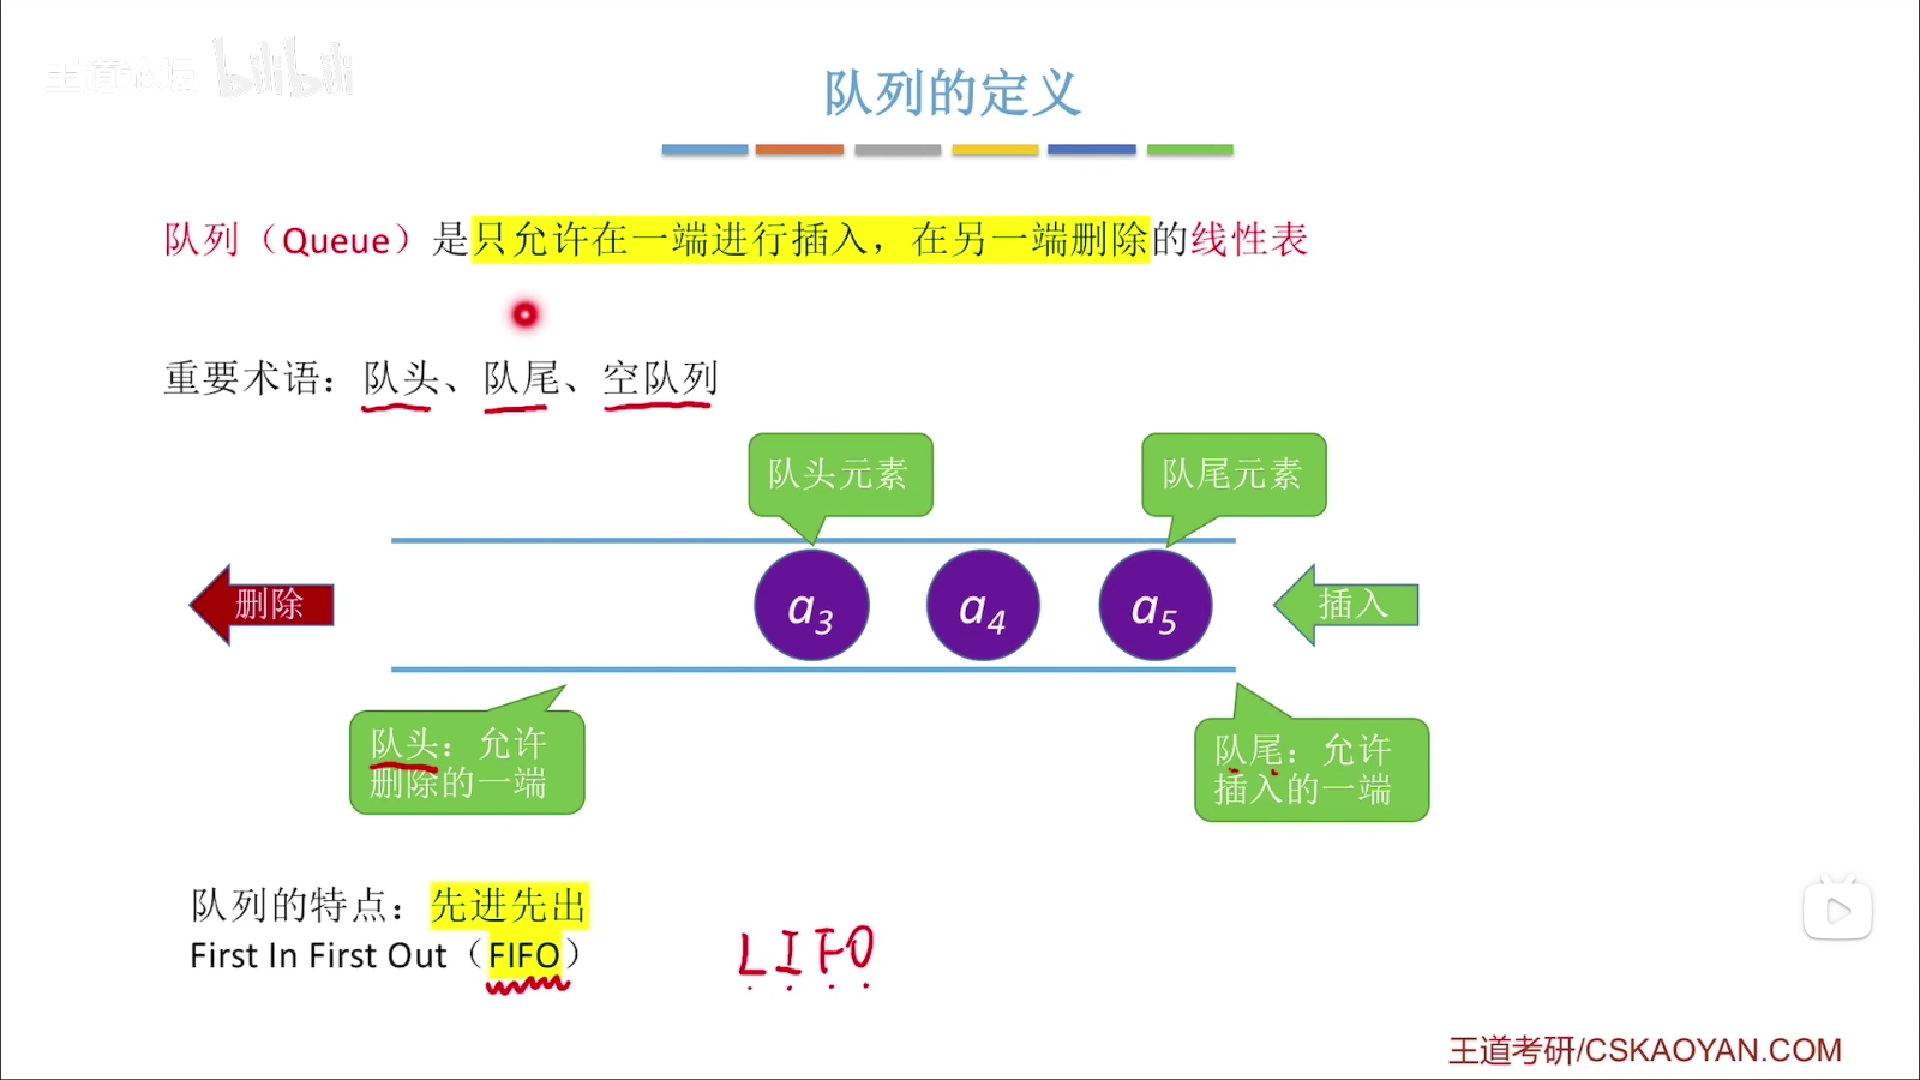 王道论坛 bilibili
队列的定义
队列（Queue）是只允许在一端进行插入，在另一端删除的线性表
重要术语：队头、队尾、空队列
队头元素
队尾元素
删除
a3
a4
a5
插入
队头：允许
删除的一端
队尾：允许
插入的一端
队列的特点：先进先出
First In First Out（FIFO）
LIFO
王道考研/CSKAOYAN.COM